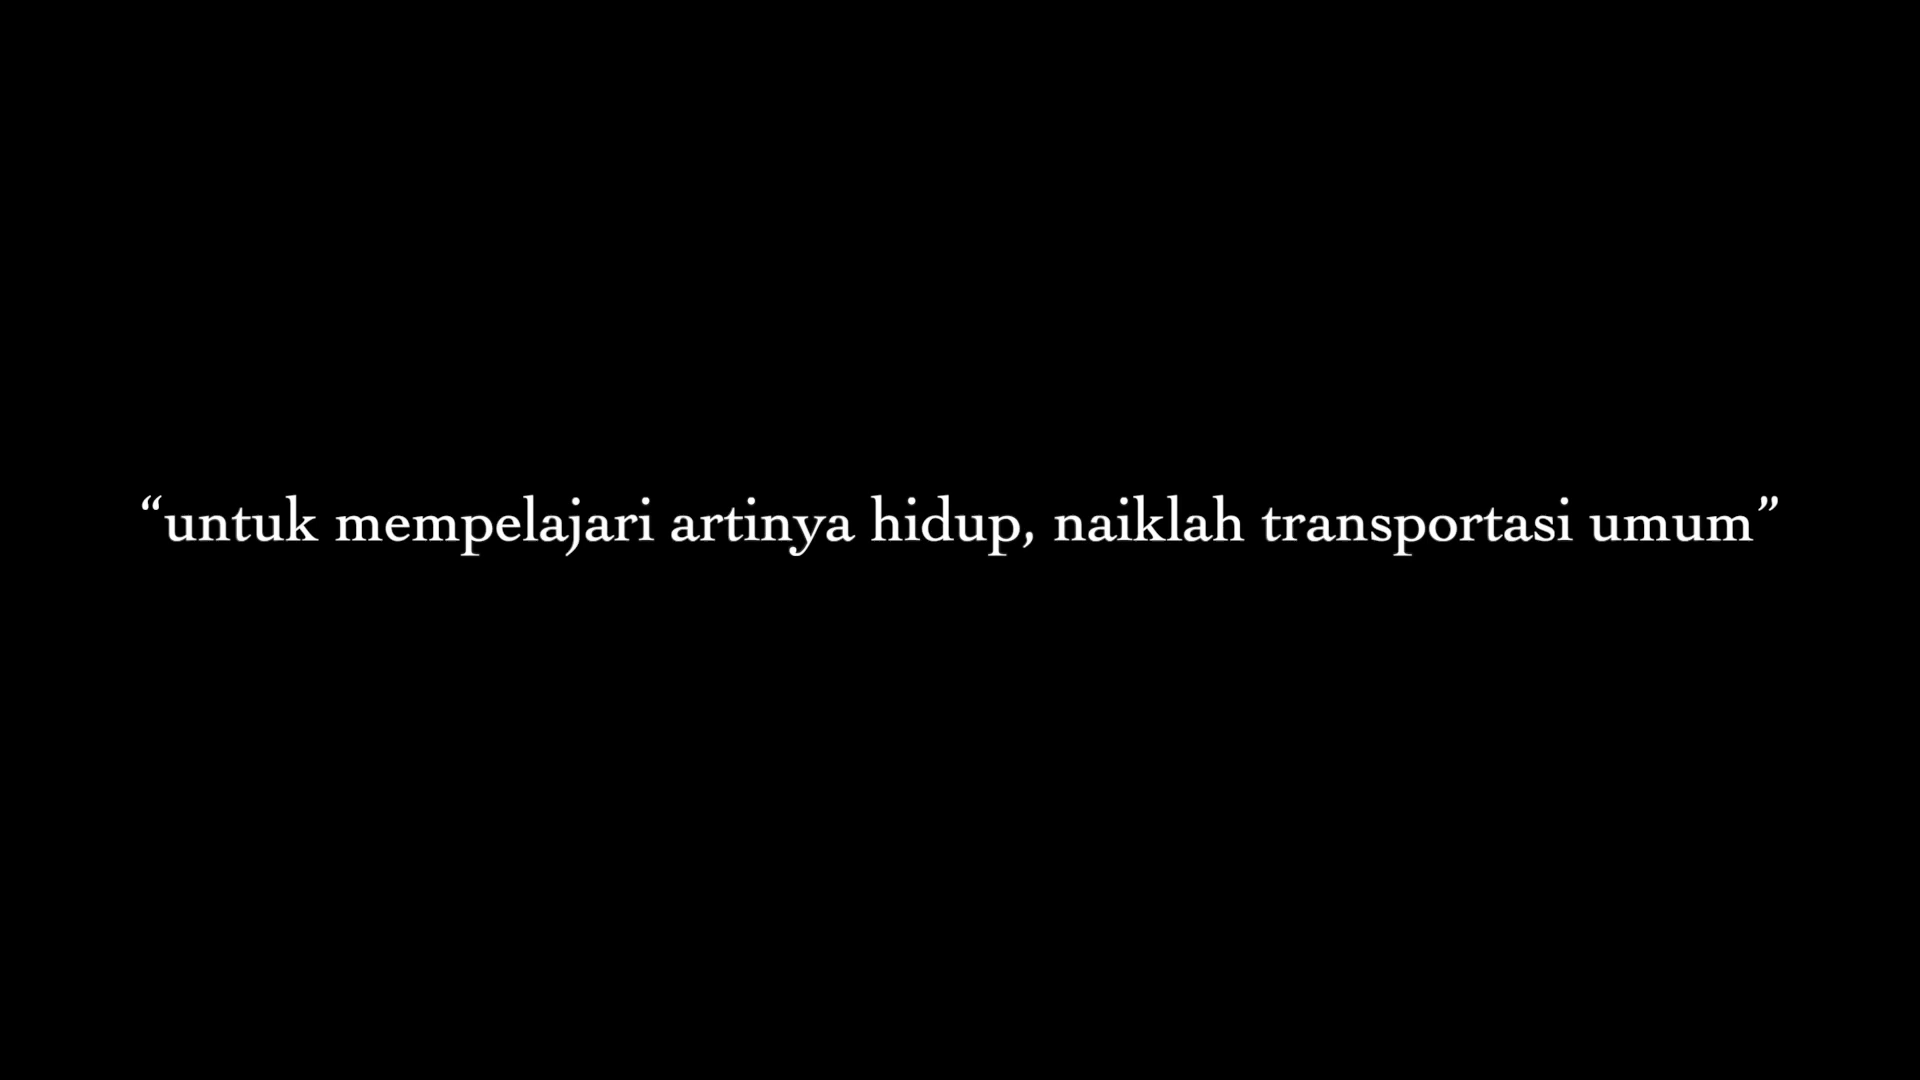 “untuk mempelajari artinya hidup, naiklah transportasi umum”